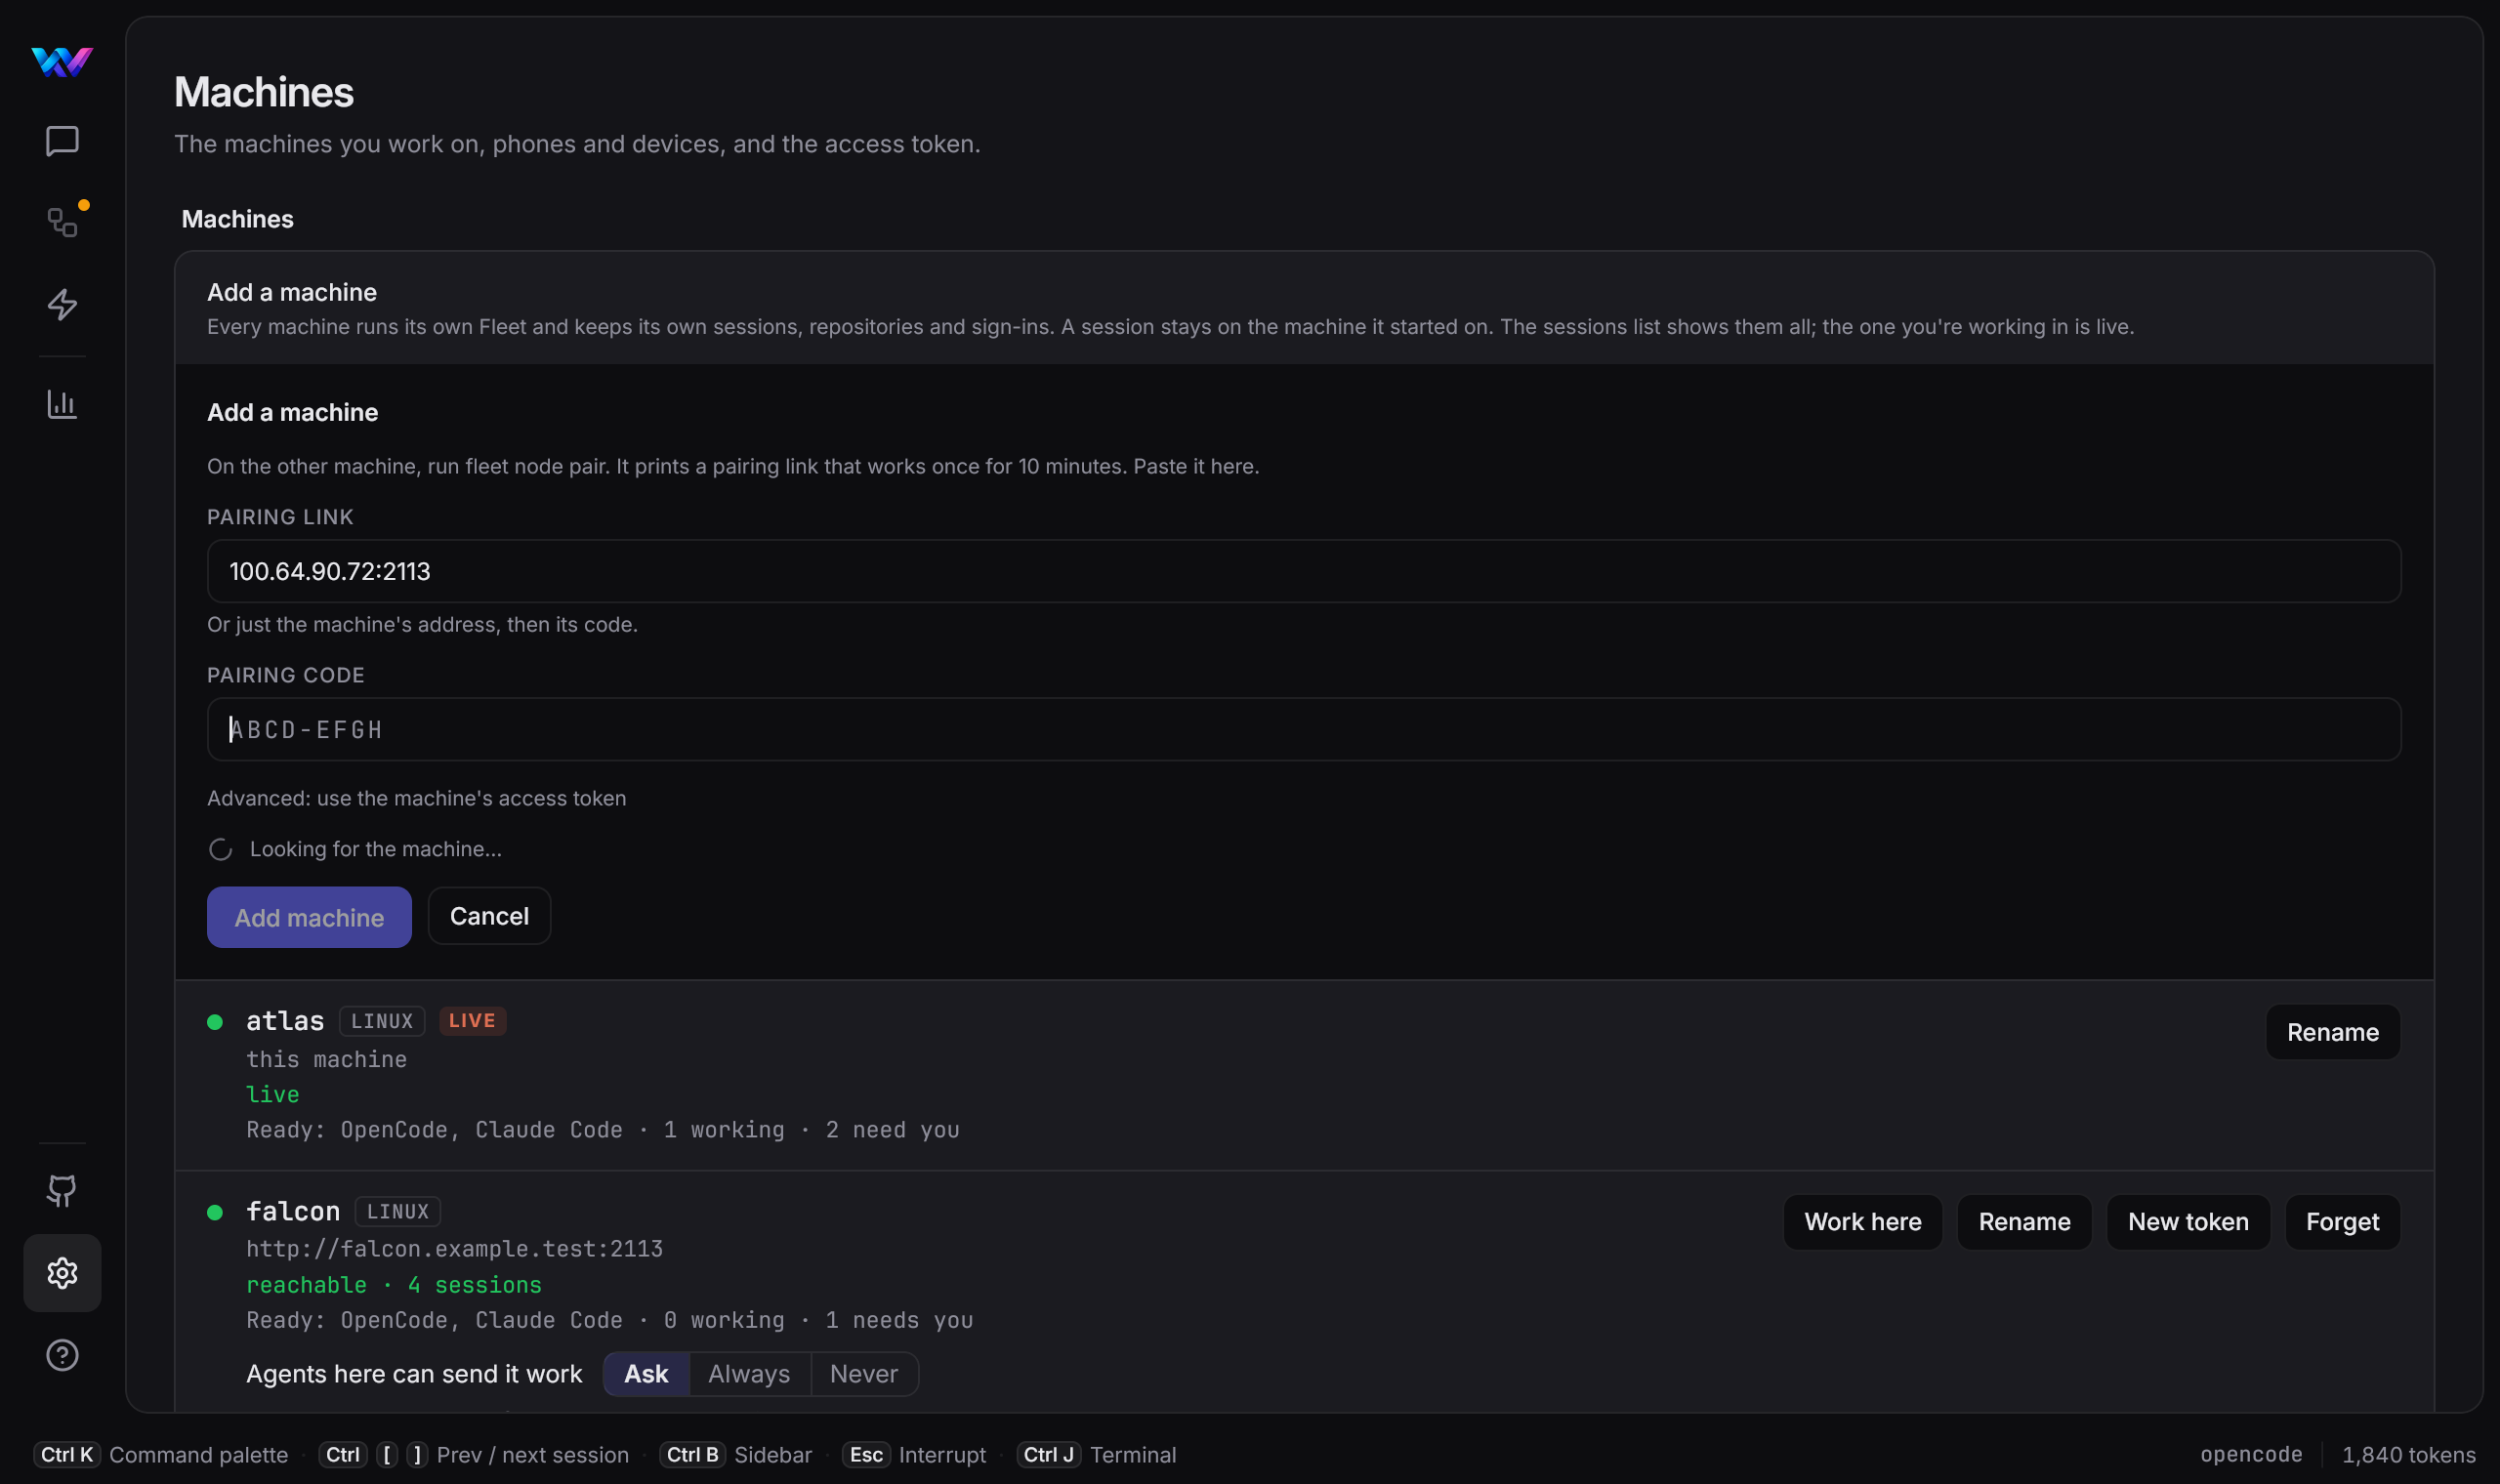 Machines
The machines you work on, phones and devices, and the access token.
Machines
Add a machine
Every machine runs its own Fleet and keeps its own sessions, repositories and sign-ins. A session stays on the machine it started on. The sessions list shows them all; the one you're working in is live.
Add a machine
On the other machine, run fleet node pair. It prints a pairing link that works once for 10 minutes. Paste it here.
PAIRING LINK
100.64.90.72:2113
Or just the machine's address, then its code.
PAIRING CODE
ABCD-EFGH
Advanced: use the machine's access token
Looking for the machine...
Add machine Cancel
atlas LINUX LIVE Rename
this machine
live
Ready: OpenCode, Claude Code · 1 working · 2 need you
falcon LINUX Work here Rename New token Forget
http://falcon.example.test:2113
reachable · 4 sessions
Ready: OpenCode, Claude Code · 0 working · 1 needs you
Agents here can send it work Ask Always Never
Ctrl K Command palette · Ctrl [ ] Prev / next session · Ctrl B Sidebar · Esc Interrupt · Ctrl J Terminal opencode 1,840 tokens